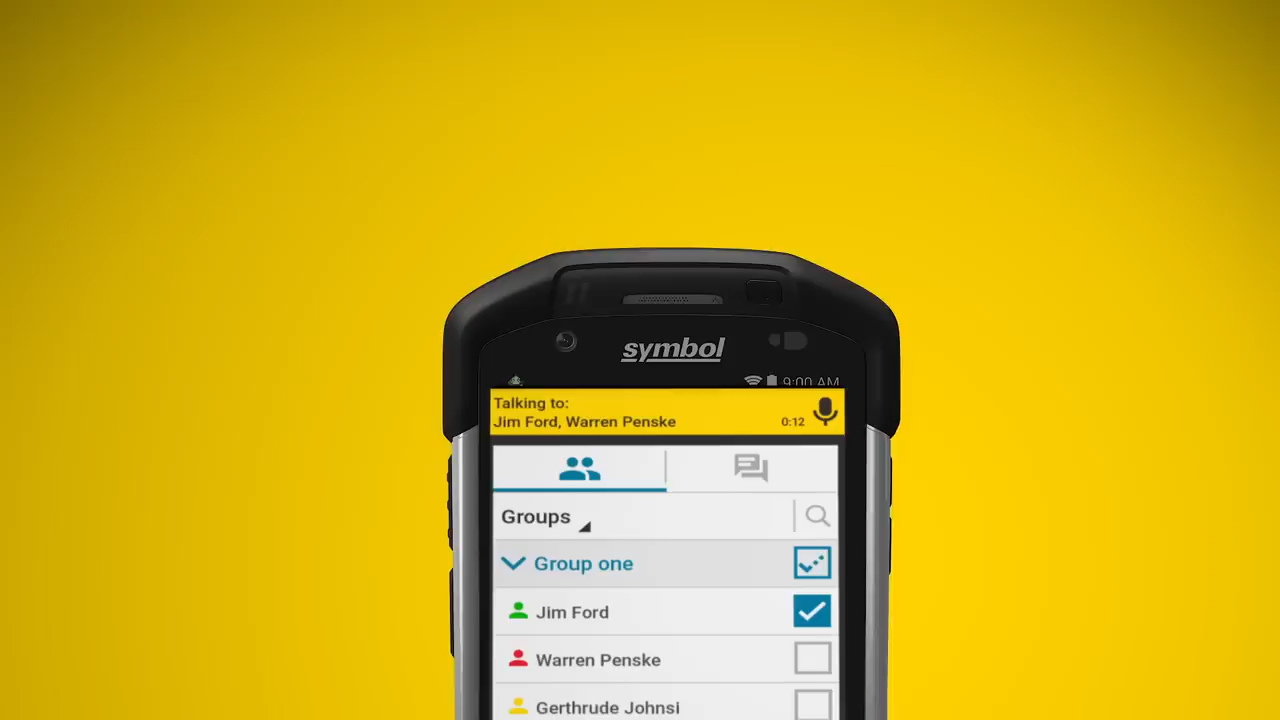 symbol
9:00 AM
Talking to:
Jim Ford, Warren Penske
0:12
Groups
Group one
Jim Ford
Warren Penske
Gerthrude Johnsi